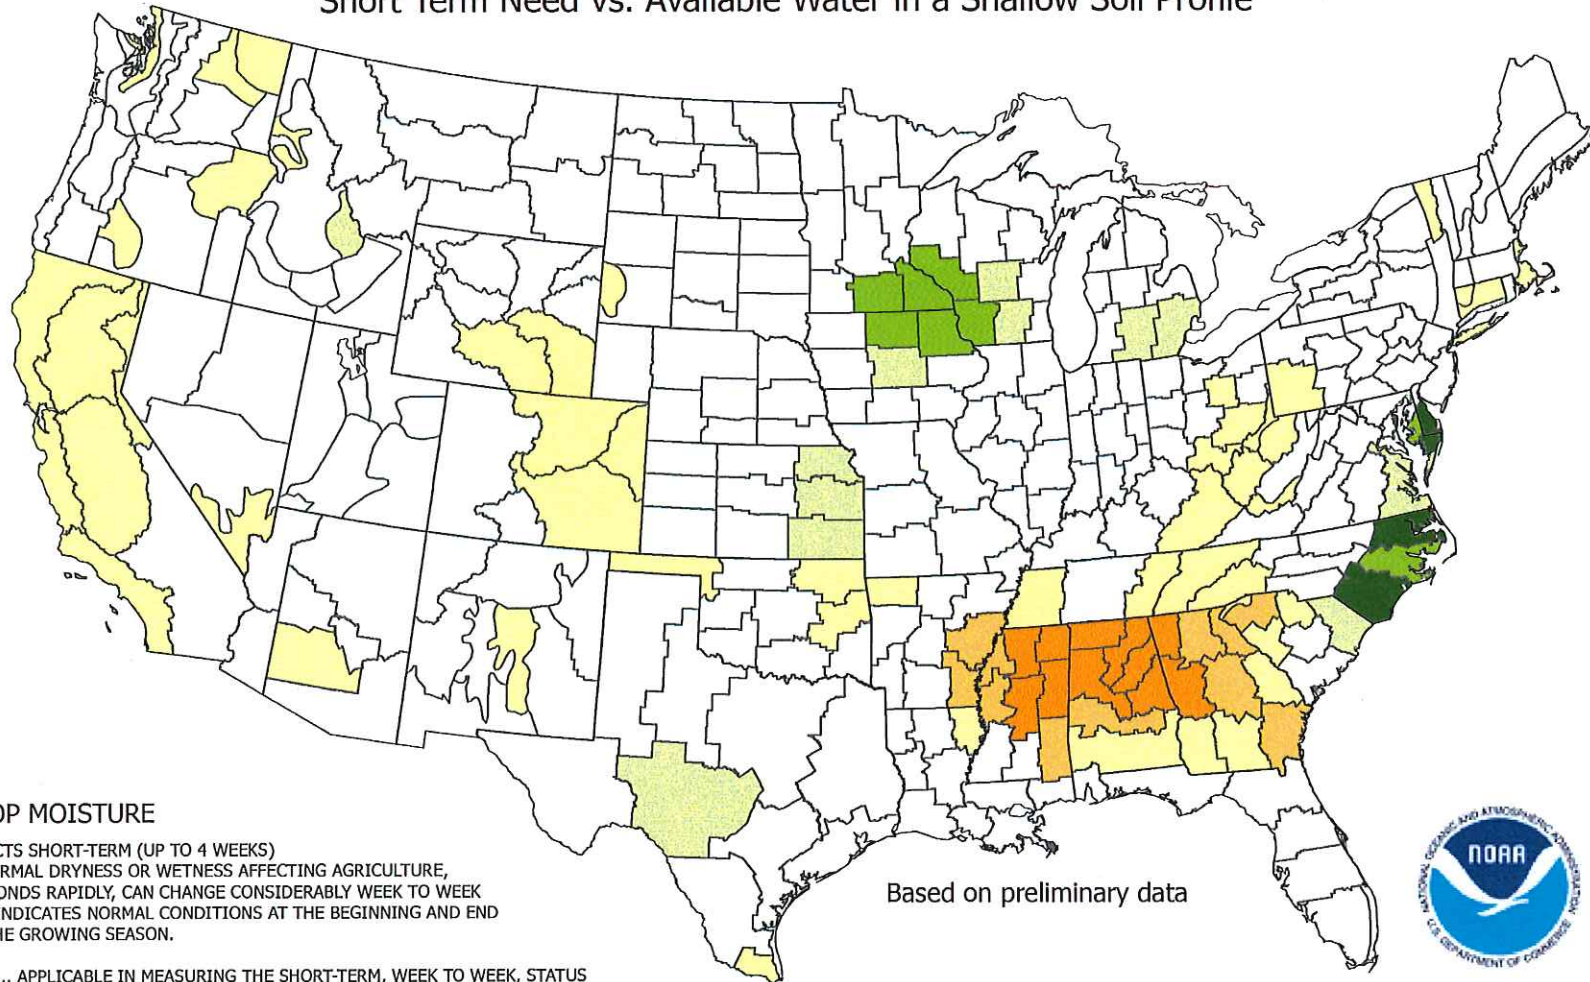 Short Term Need vs. Available Water in a Shallow Soil Profile
OP MOISTURE
CTS SHORT-TERM (UP TO 4 WEEKS)
RMAL DRYNESS OR WETNESS AFFECTING AGRICULTURE,
ONDS RAPIDLY, CAN CHANGE CONSIDERABLY WEEK TO WEEK
INDICATES NORMAL CONDITIONS AT THE BEGINNING AND END
HE GROWING SEASON.
... APPLICABLE IN MEASURING THE SHORT-TERM, WEEK TO WEEK, STATUS
Based on preliminary data
NATIONAL OCEANIC AND ATMOSPHERIC ADMINISTRATION
NOAA
U.S. DEPARTMENT OF COMMERCE